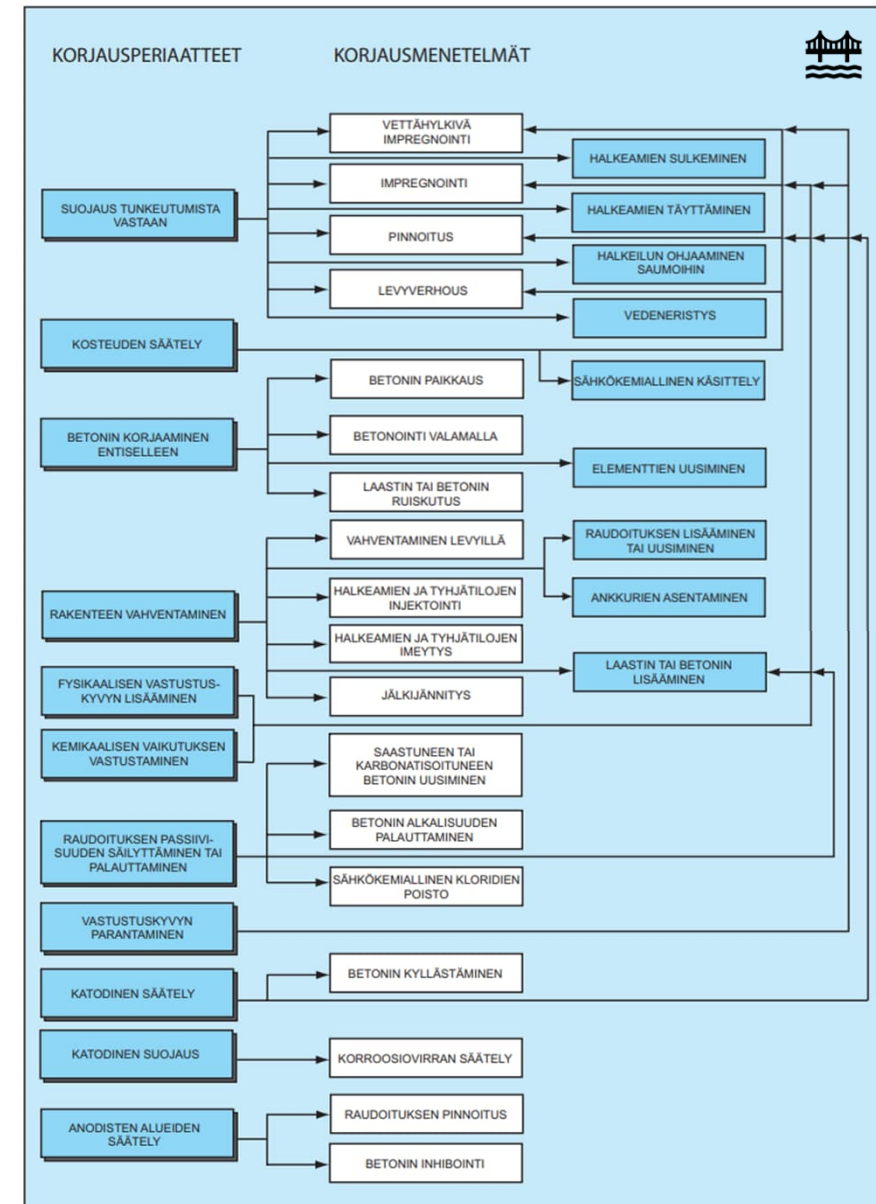 KORJAUSPERIAATTEET
KORJAUSMENETELMÄT
VETTÄHYLKIVÄ
IMPREGNOINTI
HALKEAMIEN SULKEMINEN
IMPREGNOINTI
SUOJAUS TUNKEUTUMISTA
VASTAAN
HALKEAMIEN TÄYTTÄMINEN
PINNOITUS
HALKEILUN OHJAAMINEN
SAUMOIHIN
LEVYVERHOUS
VEDENERISTYS
KOSTEUDEN SÄÄTELY
BETONIN PAIKKAUS
SÄHKÖKEMIALLINEN KÄSITTELY
BETONIN KORJAAMINEN
ENTISELLEEN
BETONOINTI VALAMALLA
ELEMENTTIEN UUSIMINEN
LAASTIN TAI BETONIN
RUISKUTUS
VAHVENTAMINEN LEVYILLÄ
RAUDOITUKSEN LISÄÄMINEN
TAI UUSIMINEN
HALKEAMIEN JA TYHJÄTILOJEN
INJEKTOINTI
ANKKURIEN ASENTAMINEN
RAKENTEEN VAHVENTAMINEN
HALKEAMIEN JA TYHJÄTILOJEN
IMEYTYS
LAASTIN TAI BETONIN
LISÄÄMINEN
FYSIKAALISEN VASTUSTUS-
KYVYN LISÄÄMINEN
JÄLKIJÄNNITYS
KEMIKAALISEN VAIKUTUKSEN
VASTUSTAMINEN
SAASTUNEEN TAI
KARBONATISOITUNEEN
BETONIN UUSIMINEN
BETONIN ALKALISUUDEN
PALAUTTAMINEN
RAUDOITUKSEN PASSIIVI-
SUUDEN SÄILYTTÄMINEN TAI
PALAUTTAMINEN
SÄHKÖKEMIALLINEN KLORIDIEN
POISTO
VASTUSTUSKYVYN
PARANTAMINEN
BETONIN KYLLÄSTÄMINEN
KATODINEN SÄÄTELY
KATODINEN SUOJAUS
KORROOSIOVIRRAN SÄÄTELY
RAUDOITUKSEN PINNOITUS
ANODISTEN ALUEIDEN
SÄÄTELY
BETONIN INHIBOINTI